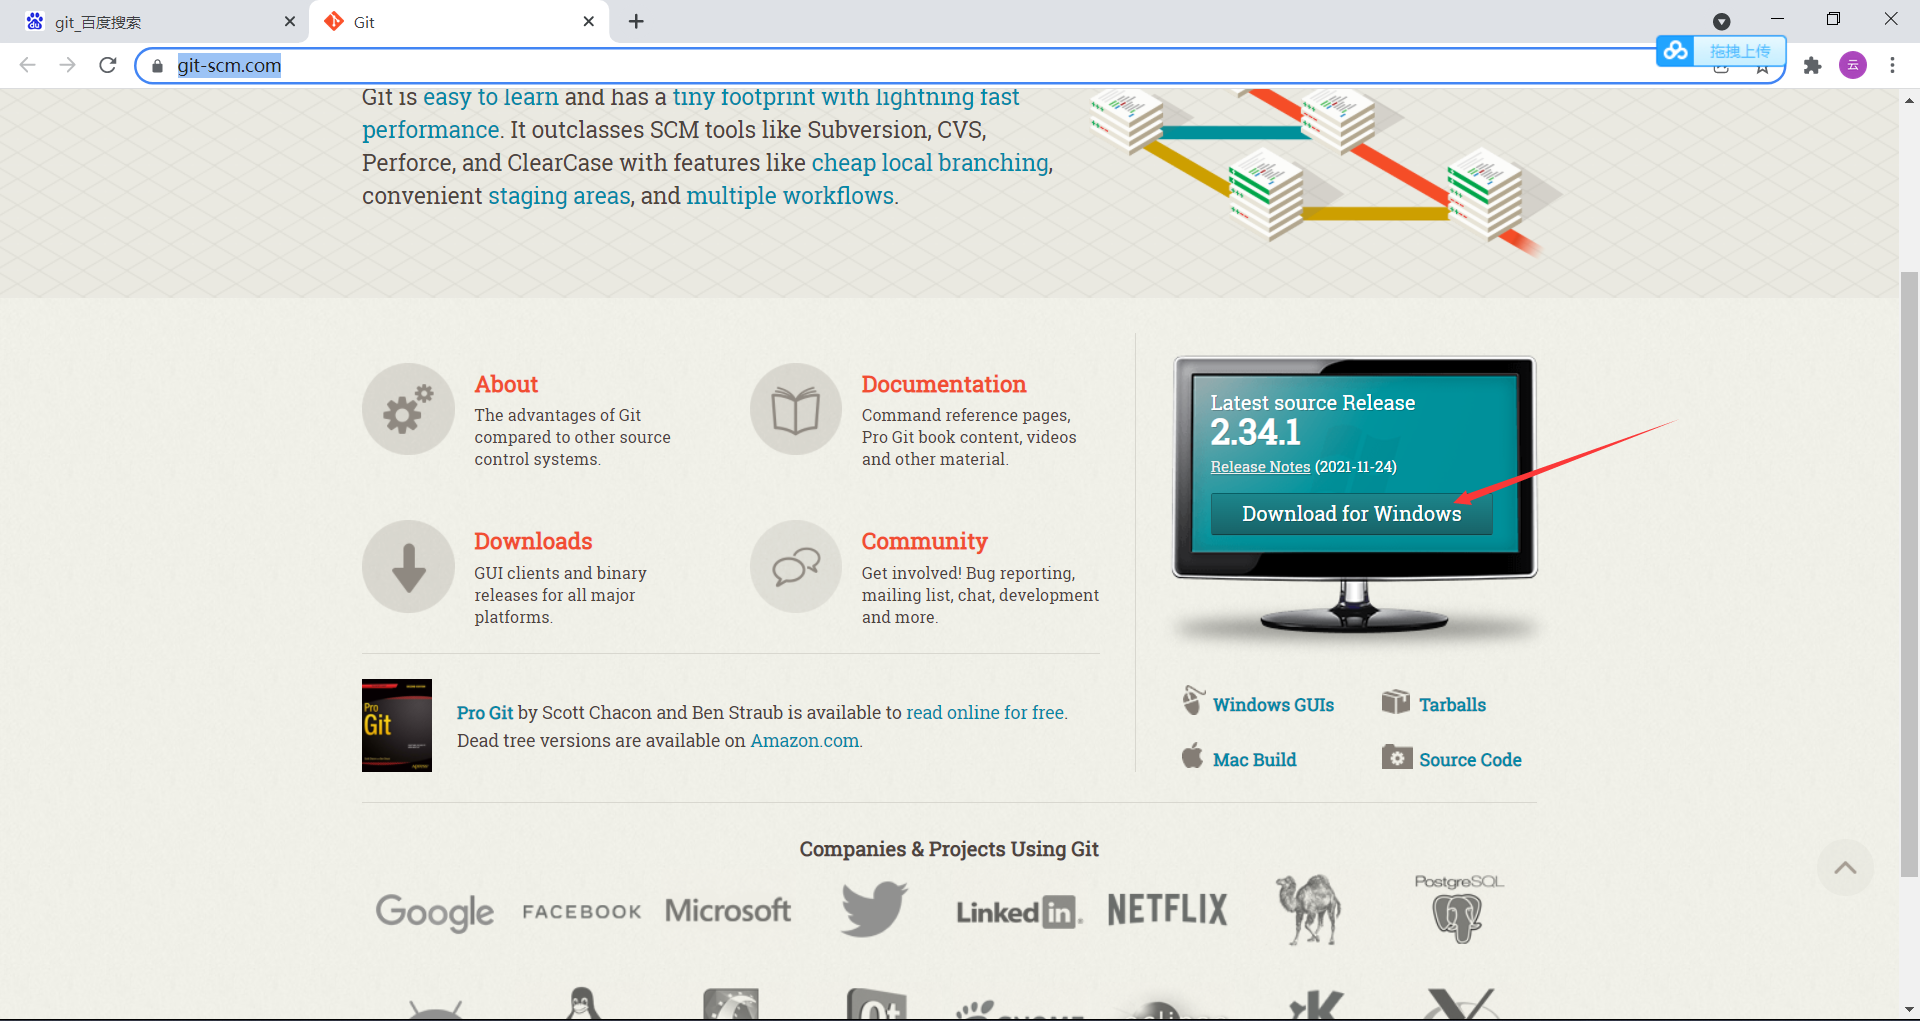 git_百度搜索
Git
git-scm.com
拖拽上传
云
Git is easy to learn and has a tiny footprint with lightning fast
performance. It outclasses SCM tools like Subversion, CVS,
Perforce, and ClearCase with features like cheap local branching,
convenient staging areas, and multiple workflows.
About
The advantages of Git
compared to other source
control systems.
Documentation
Command reference pages,
Pro Git book content, videos
and other material.
Downloads
GUI clients and binary
releases for all major
platforms.
Community
Get involved! Bug reporting,
mailing list, chat, development
and more.
Latest source Release
2.34.1
Release Notes (2021-11-24)
Download for Windows
Pro
Git
Pro Git by Scott Chacon and Ben Straub is available to read online for free.
Dead tree versions are available on Amazon.com.
Windows GUIs
Tarballs
Mac Build
Source Code
Companies & Projects Using Git
Google
FACEBOOK
Microsoft
Linked in.
NETFLIX
PostgreSQL